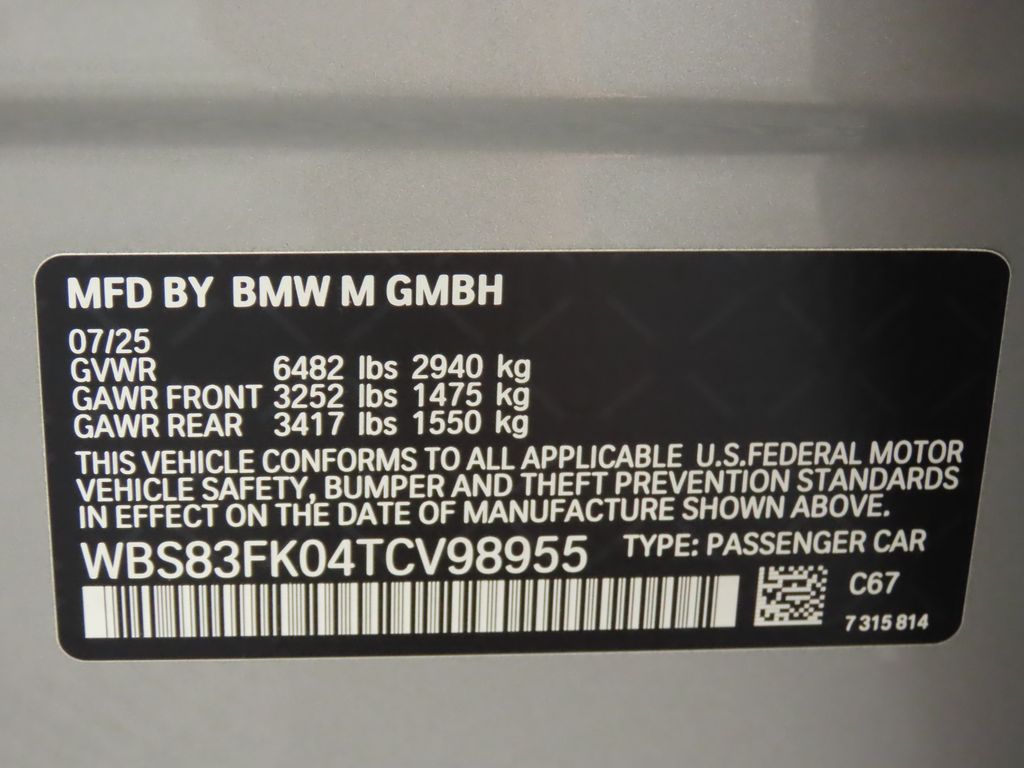 MFD BY BMW M GMBH
07/25
GVWR 6482 lbs 2940 kg
GAWR FRONT 3252 lbs 1475 kg
GAWR REAR 3417 lbs 1550 kg
THIS VEHICLE CONFORMS TO ALL APPLICABLE U.S.FEDERAL MOTOR
VEHICLE SAFETY, BUMPER AND THEFT PREVENTION STANDARDS
IN EFFECT ON THE DATE OF MANUFACTURE SHOWN ABOVE.
WBS83FK04TCV98955 TYPE: PASSENGER CAR
C67
7 315 814